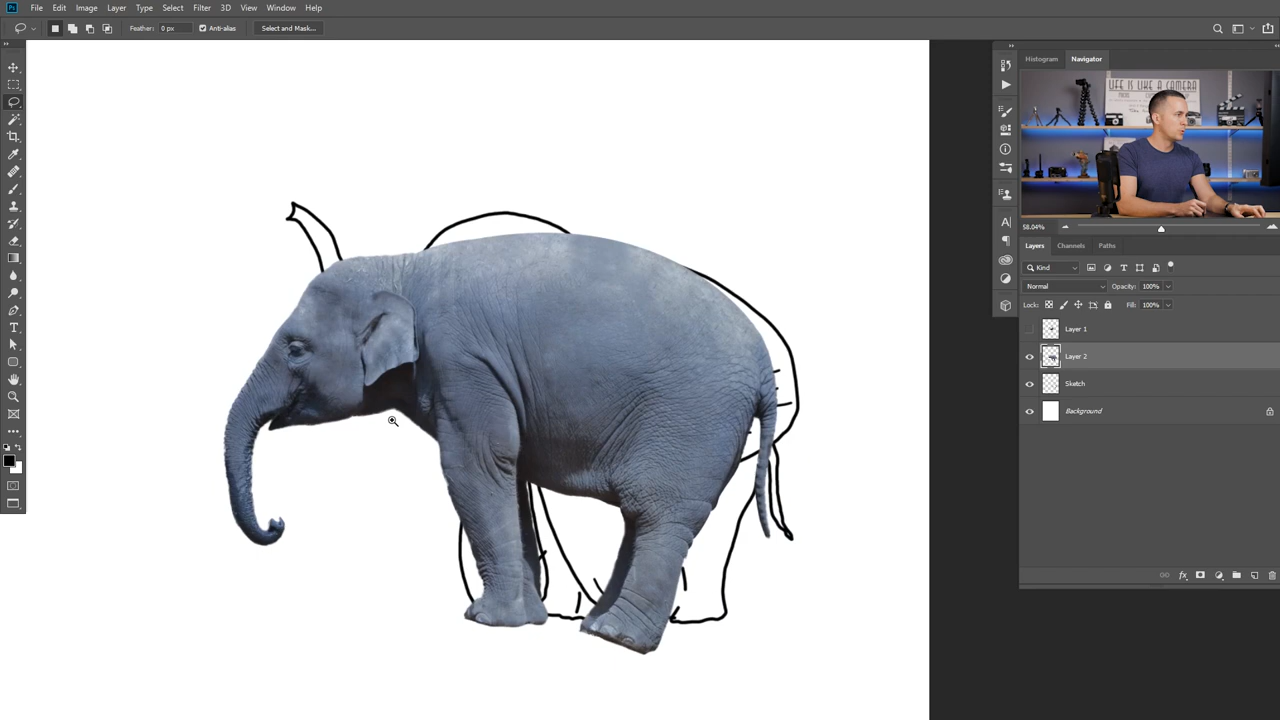 Ps File Edit Image Layer Type Select Filter 3D View Window Help
Feather: 0 px Anti-alias Select and Mask...
Histogram Navigator
LIFE IS LIKE A CAMERA
58.04%
Layers Channels Paths
Kind
Normal Opacity: 100%
Lock: Fill: 100%
Layer 1
Layer 2
Sketch
Background